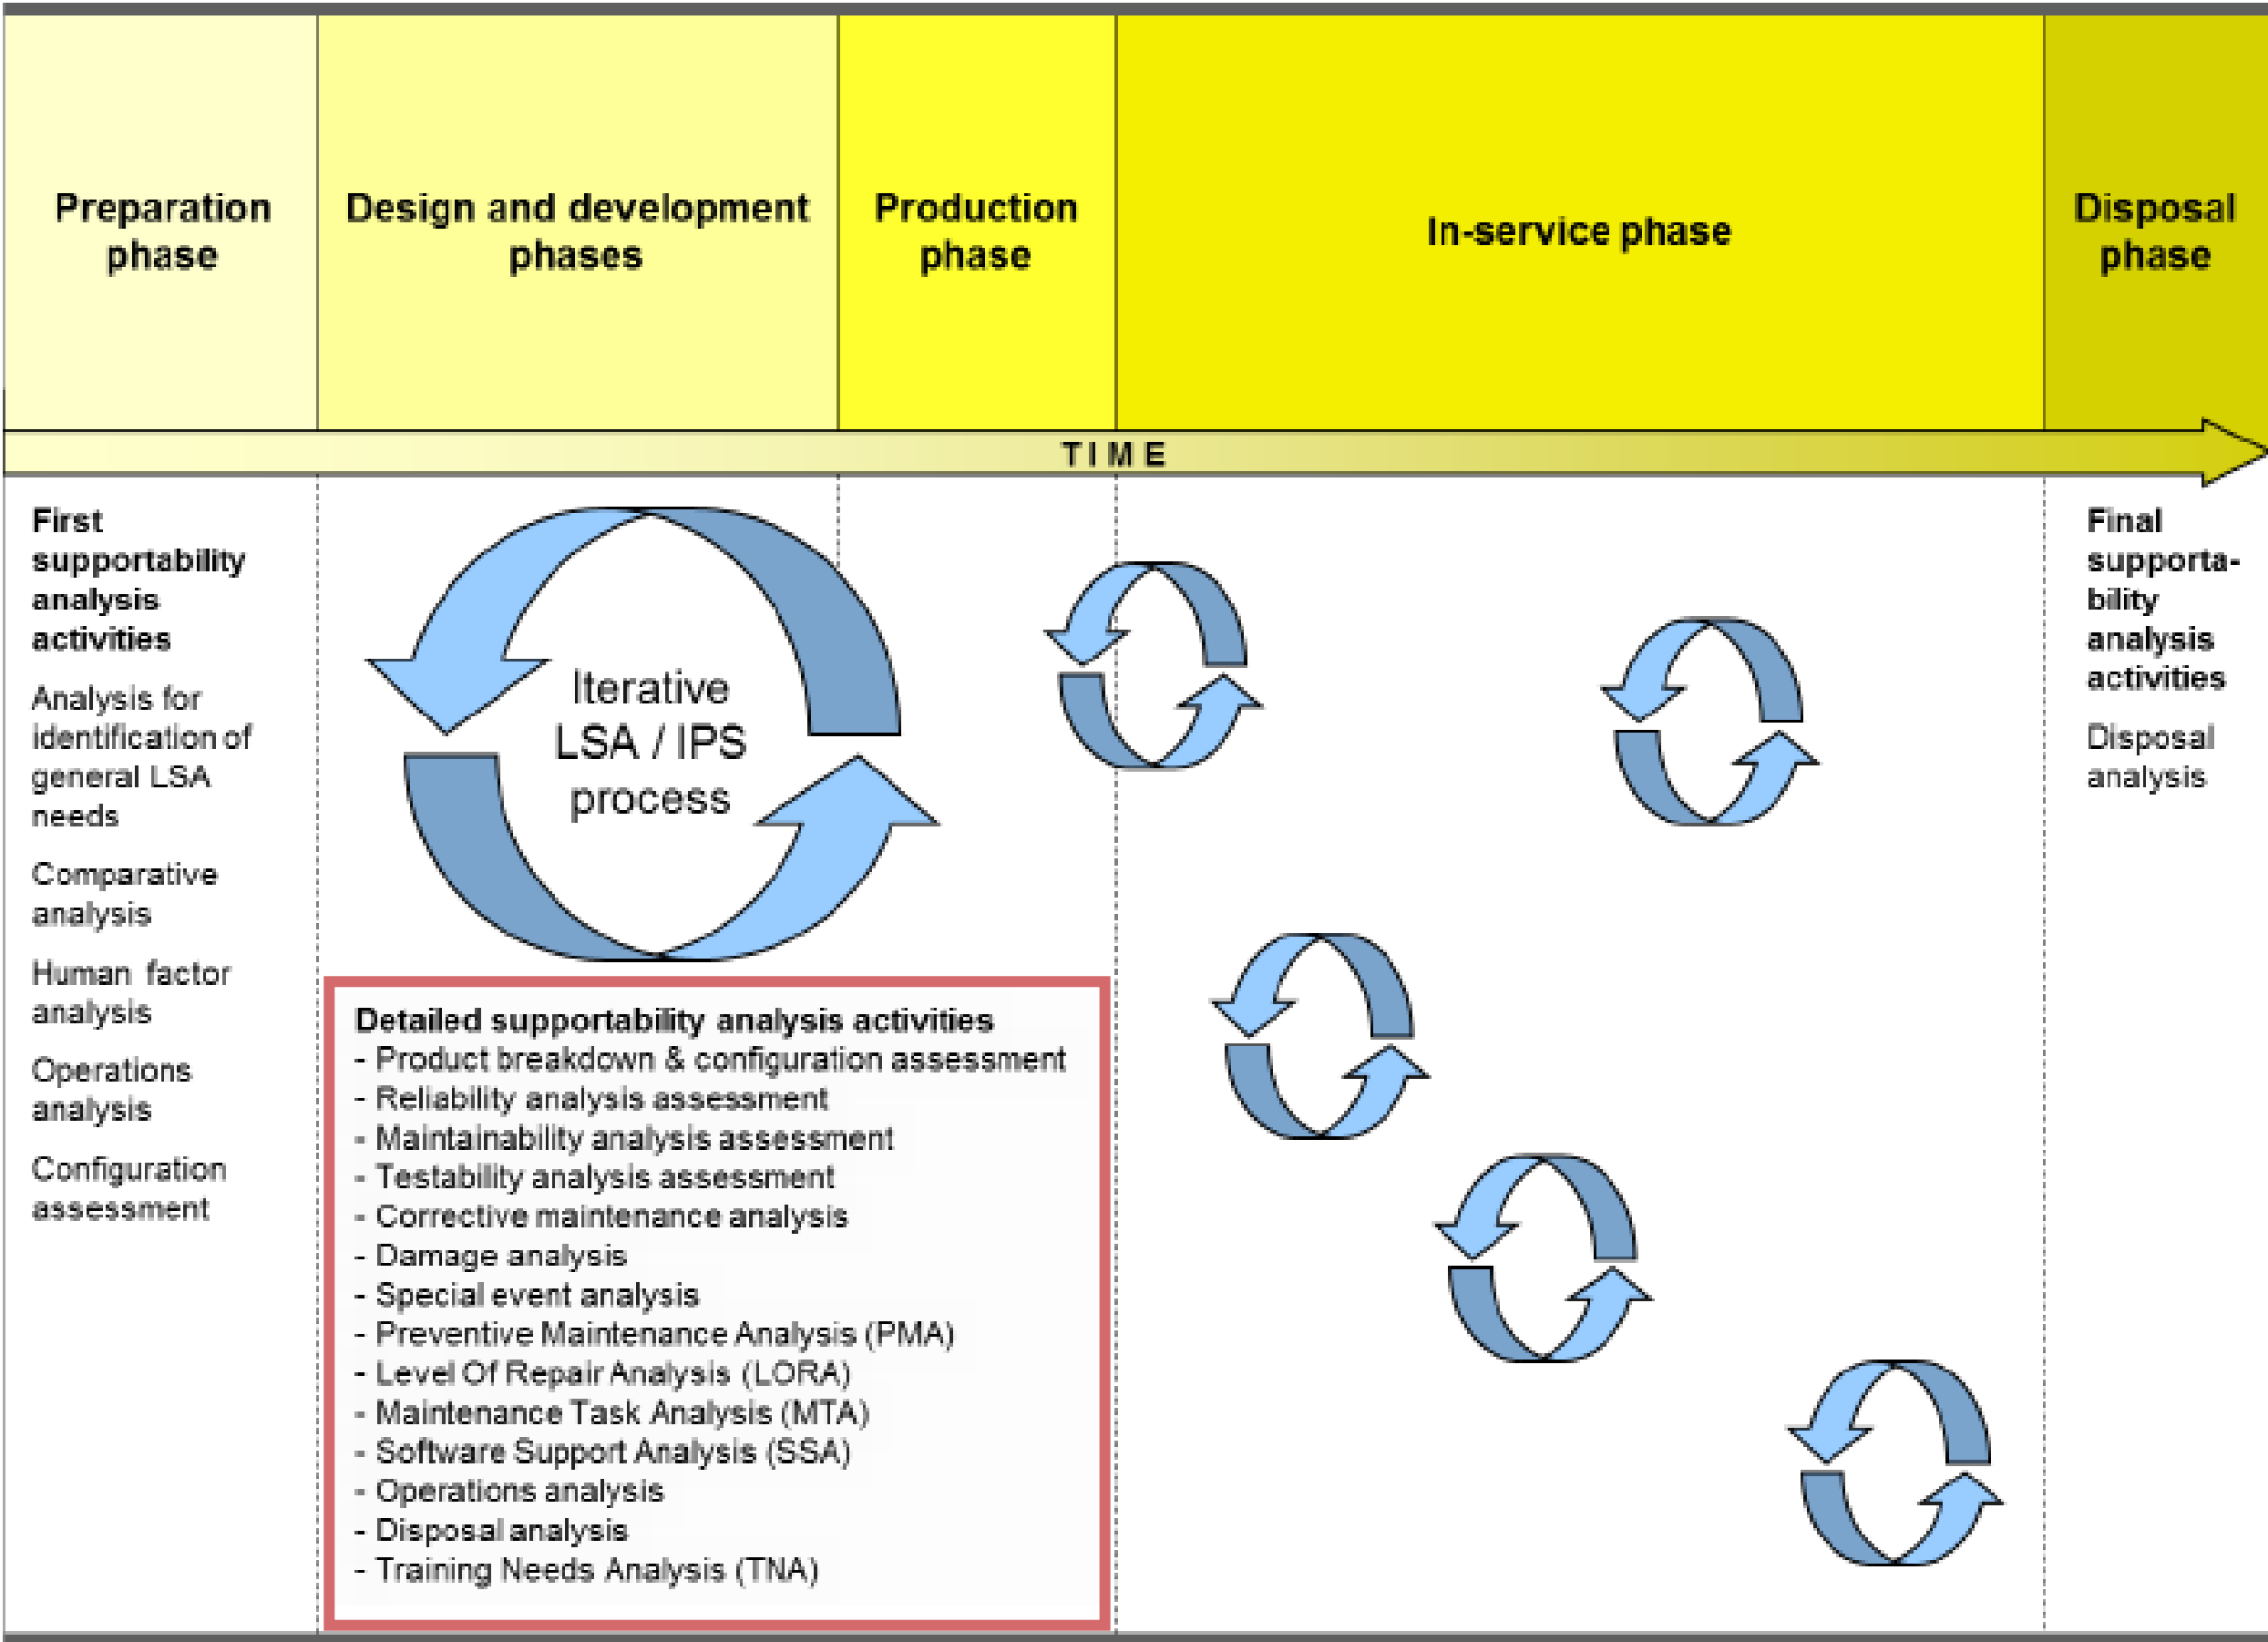 Preparation
phase
Design and development
phases
Production
phase
In-service phase
Disposal
phase
TIME
First
supportability
analysis
activities
Analysis for
identification of
general LSA
needs
Comparative
analysis
Human factor
analysis
Operations
analysis
Configuration
assessment
Iterative
LSA / IPS
process
Detailed supportability analysis activities
- Product breakdown & configuration assessment
- Reliability analysis assessment
- Maintainability analysis assessment
- Testability analysis assessment
- Corrective maintenance analysis
- Damage analysis
- Special event analysis
- Preventive Maintenance Analysis (PMA)
- Level Of Repair Analysis (LORA)
- Maintenance Task Analysis (MTA)
- Software Support Analysis (SSA)
- Operations analysis
- Disposal analysis
- Training Needs Analysis (TNA)
Final
supporta-
bility
analysis
activities
Disposal
analysis